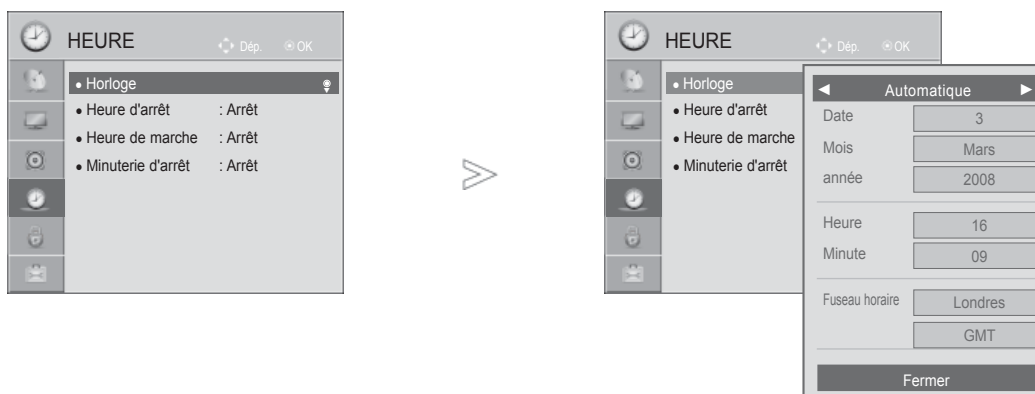 HEURE
Dép. OK
• Horloge
• Heure d'arrêt : Arrêt
• Heure de marche : Arrêt
• Minuterie d'arrêt : Arrêt
HEURE
Dép. OK
• Horloge
• Heure d'arrêt
• Heure de marche
• Minuterie d'arrêt
◀ Automatique ▶
Date 3
Mois Mars
année 2008
Heure 16
Minute 09
Fuseau horaire Londres
GMT
Fermer